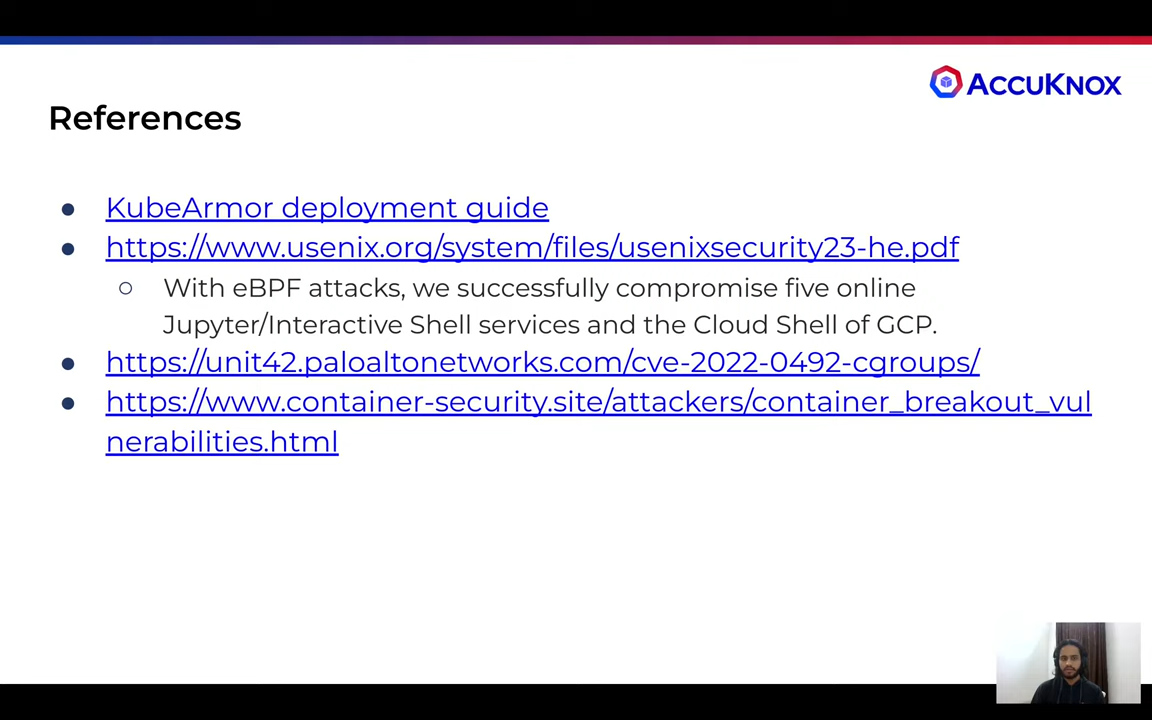 ACCUKNOX
References
● KubeArmor deployment guide
● https://www.usenix.org/system/files/usenixsecurity23-he.pdf
○ With eBPF attacks, we successfully compromise five online
Jupyter/Interactive Shell services and the Cloud Shell of GCP.
● https://unit42.paloaltonetworks.com/cve-2022-0492-cgroups/
● https://www.container-security.site/attackers/container_breakout_vul
nerabilities.html